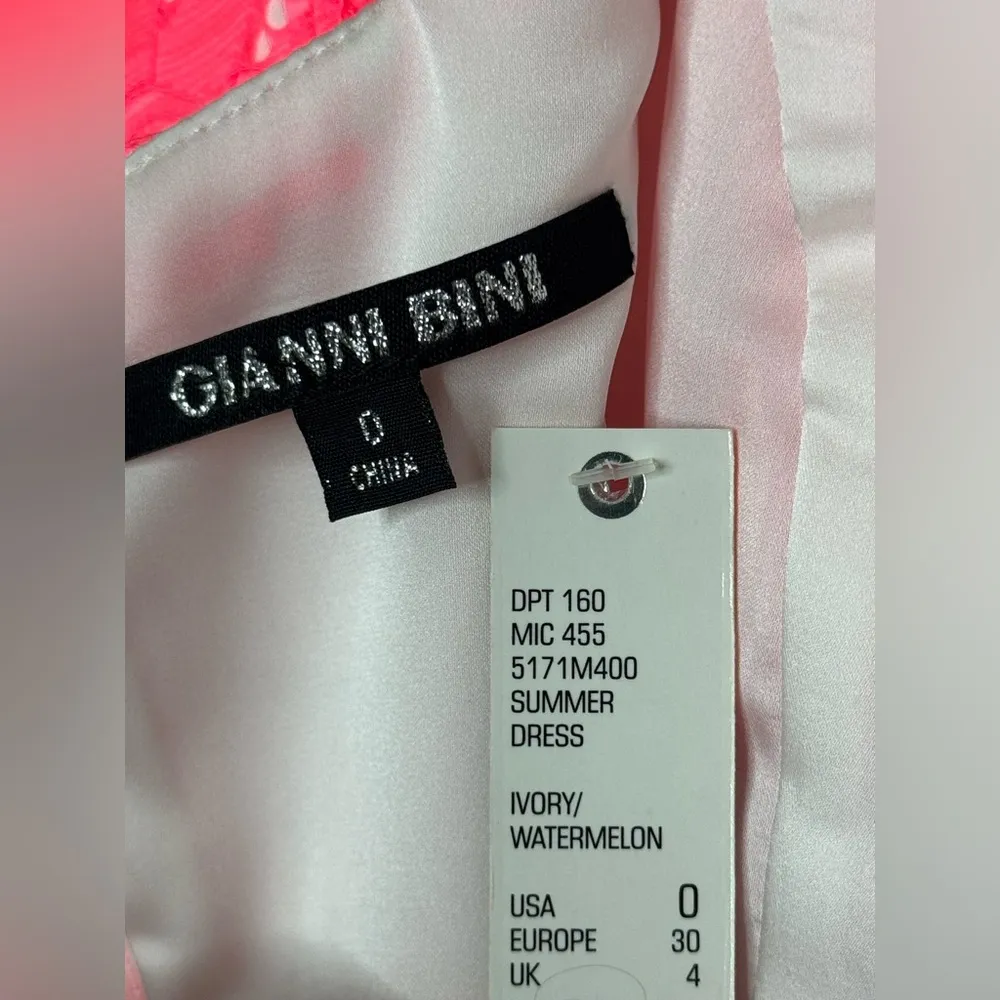 GIANNI BINI
0
CHINA
DPT 160
MIC 455
5171M400
SUMMER
DRESS
IVORY/
WATERMELON
USA 0
EUROPE 30
UK 4